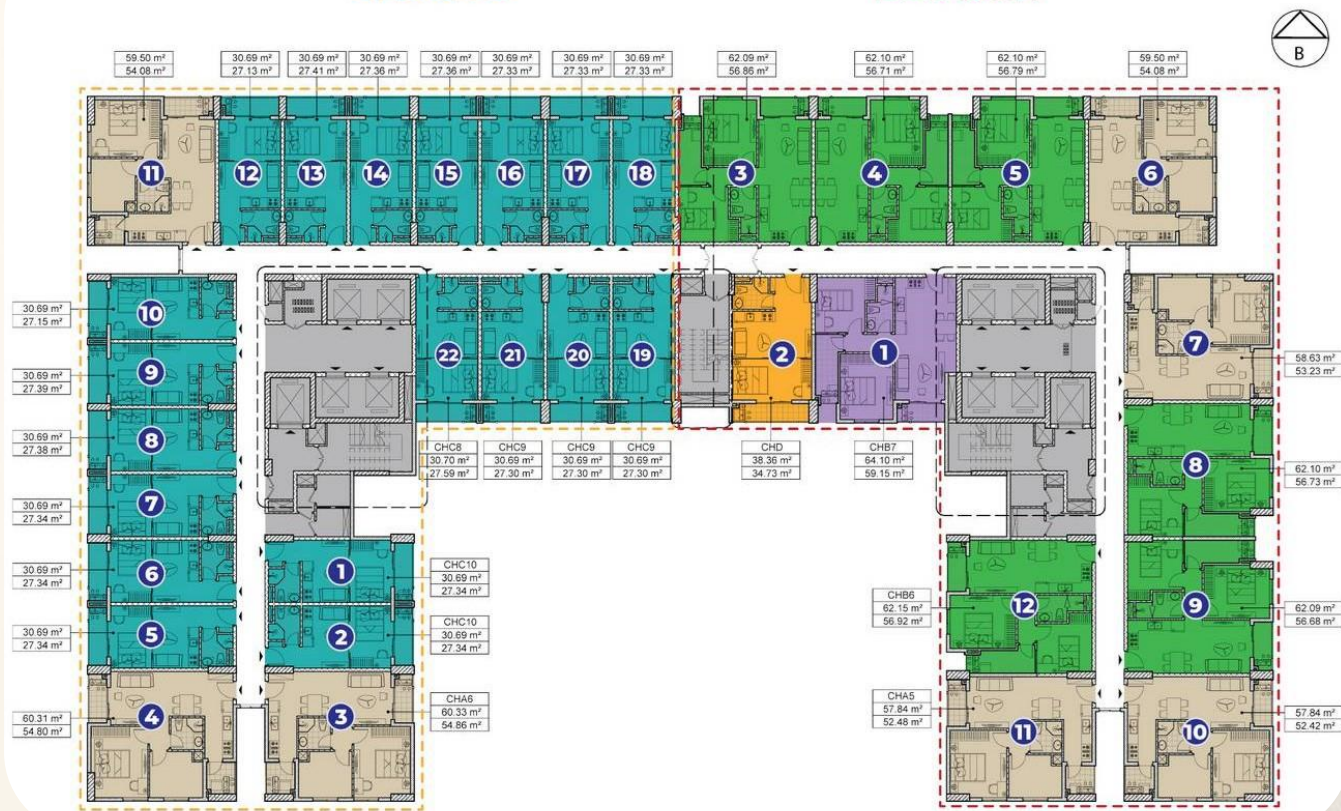 B
59.50 m²
54.08 m²
30.69 m²
27.13 m²
30.69 m²
27.41 m²
30.69 m²
27.36 m²
30.69 m²
27.36 m²
30.69 m²
27.33 m²
30.69 m²
27.33 m²
30.69 m²
27.33 m²
62.09 m²
56.86 m²
62.10 m²
56.71 m²
62.10 m²
56.79 m²
59.50 m²
54.08 m²
11
12
13
14
15
16
17
18
3
4
5
6
30.69 m²
27.15 m²
10
30.69 m²
27.39 m²
9
30.69 m²
27.38 m²
8
30.69 m²
27.34 m²
7
30.69 m²
27.34 m²
6
30.69 m²
27.34 m²
5
60.31 m²
54.80 m²
4
22
21
20
19
2
1
CHC8
30.70 m²
27.59 m²
CHC9
30.69 m²
27.30 m²
CHC9
30.69 m²
27.30 m²
CHC9
30.69 m²
27.30 m²
CHD
38.36 m²
34.73 m²
CHB7
64.10 m²
59.15 m²
1
CHC10
30.69 m²
27.34 m²
2
CHC10
30.69 m²
27.34 m²
3
CHA6
60.33 m²
54.86 m²
7
58.63 m²
53.23 m²
8
62.10 m²
56.73 m²
9
62.09 m²
56.68 m²
CHB6
62.15 m²
56.92 m²
12
CHA5
57.84 m²
52.48 m²
11
10
57.84 m²
52.42 m²